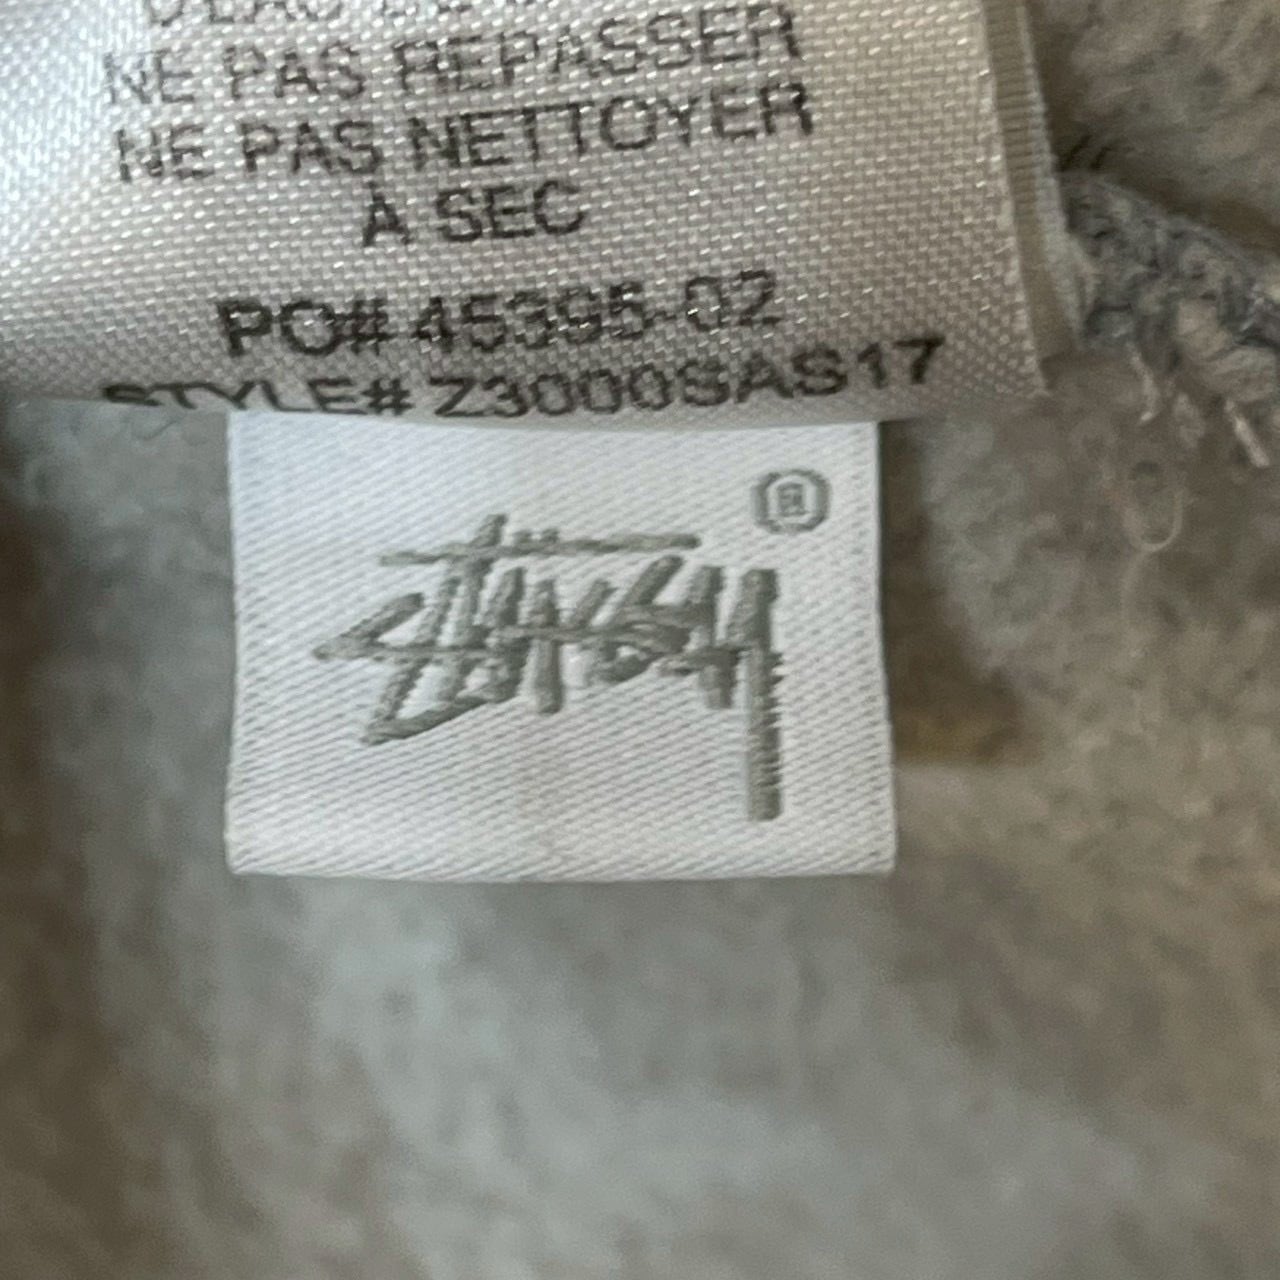 NE PAS REPASSER
NE PAS NETTOYER
À SEC
PO# 45395-02
STYLE# Z3000SAS17
®
Stüssy